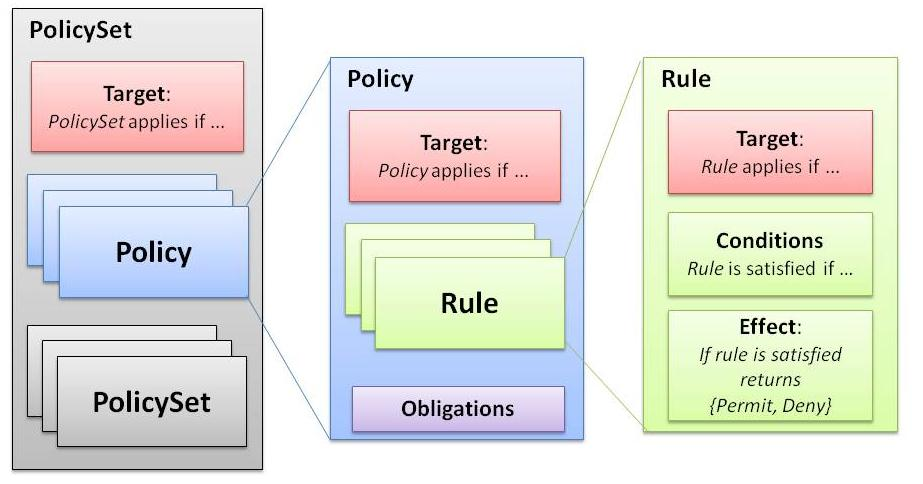 PolicySet
Target:
PolicySet applies if ...
Policy
PolicySet
Policy
Target:
Policy applies if ...
Rule
Obligations
Rule
Target:
Rule applies if ...
Conditions
Rule is satisfied if ...
Effect:
If rule is satisfied
returns
{Permit, Deny}